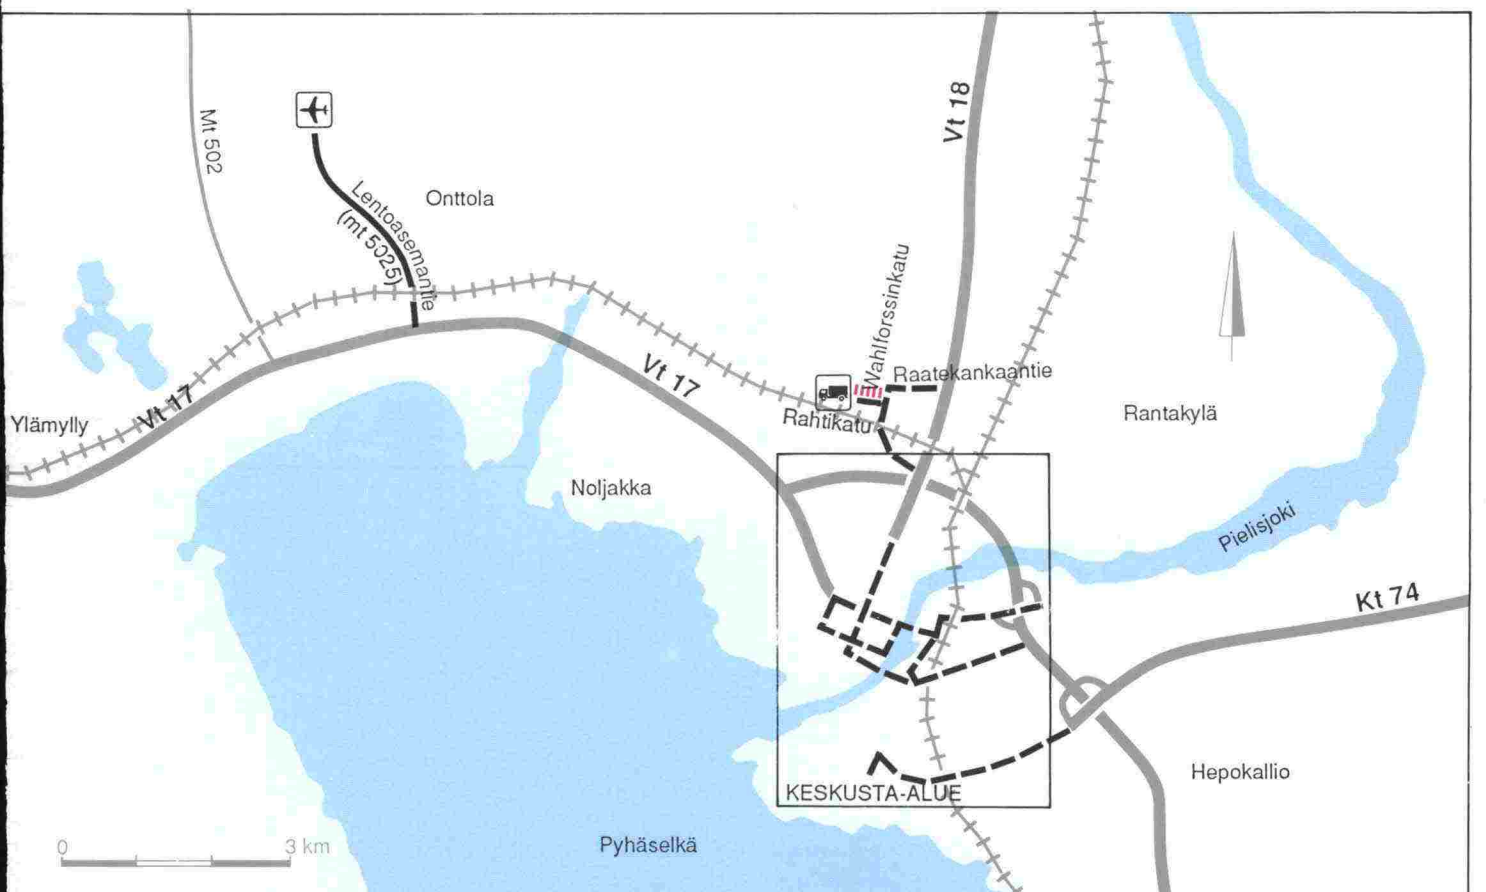 Mt 502
Vt 18
Onttola
Lentoasemantie
(mt 5025)
Wahlforssinkatu
Raatekankaantie
Vt 17
Rahtikatu
Rantakylä
Vt 17
Ylämylly
Noljakka
Pielisjoki
Kt 74
Hepokallio
KESKUSTA-ALUE
Pyhäselkä
0 3 km